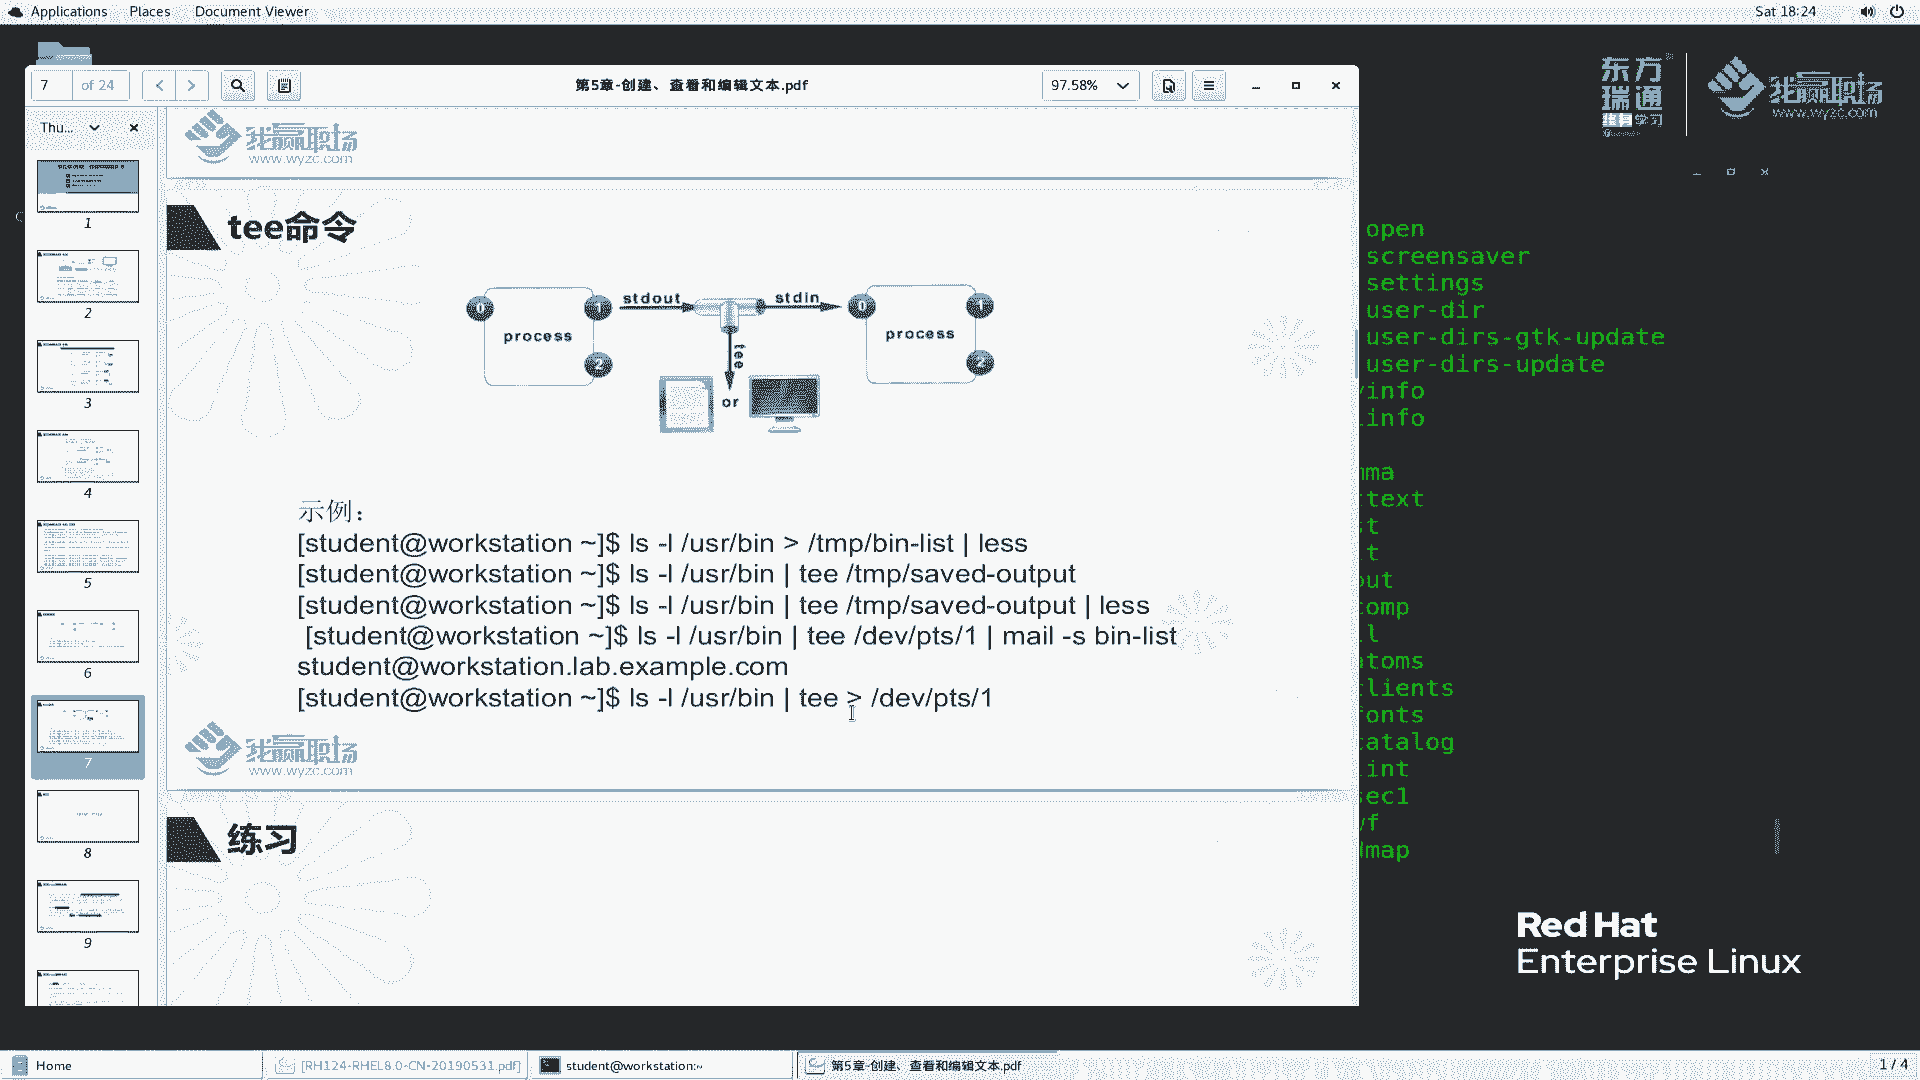 Applications Places Document Viewer Sat 18:24
7 of 24 第5章-创建、查看和编辑文本.pdf 97.58%
Thu...
东方
瑞通
终身学习
我赢职场
www.wyzc.com
我赢职场
www.wyzc.com
1
2
3
4
5
6
7
8
9
tee命令
0 process 1 2 stdout stdin 0 process 1 2
tee
or
示例：
[student@workstation ~]$ ls -l /usr/bin > /tmp/bin-list | less
[student@workstation ~]$ ls -l /usr/bin | tee /tmp/saved-output
[student@workstation ~]$ ls -l /usr/bin | tee /tmp/saved-output | less
[student@workstation ~]$ ls -l /usr/bin | tee /dev/pts/1 | mail -s bin-list
student@workstation.lab.example.com
[student@workstation ~]$ ls -l /usr/bin | tee > /dev/pts/1
我赢职场
www.wyzc.com
练习
open
screensaver
settings
user-dir
user-dirs-gtk-update
user-dirs-update
info
info
ma
text
t
t
out
comp
l
atoms
clients
fonts
catalog
int
sec1
f
map
Red Hat
Enterprise Linux
Home [RH124-RHEL8.0-CN-20190531.pdf] student@workstation:~ 第5章-创建、查看和编辑文本.pdf 1 / 4